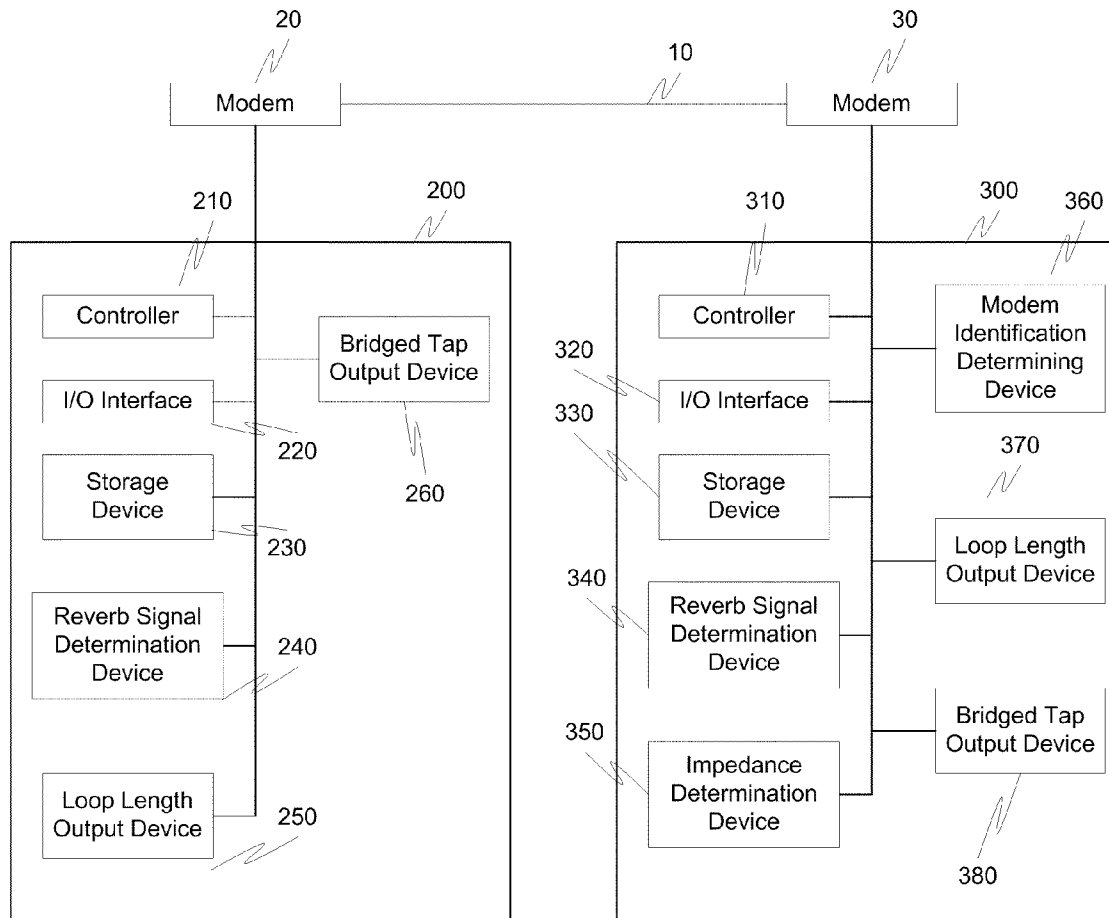 20
30
10
Modem
Modem
210
200
310
300
360
Controller
Bridged Tap
Output Device
I/O Interface
220
260
Storage
Device
230
Reverb Signal
Determination
Device
240
Loop Length
Output Device
250
Controller
Modem
Identification
Determining
Device
320
I/O Interface
330
Storage
Device
370
Loop Length
Output Device
340
Reverb Signal
Determination
Device
350
Impedance
Determination
Device
Bridged Tap
Output Device
380